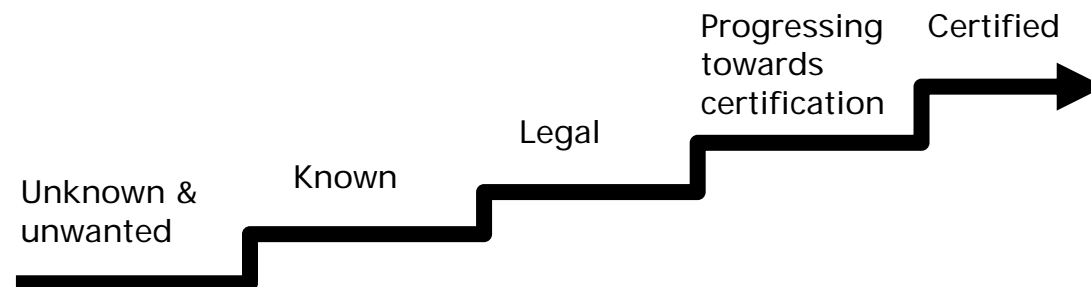 Unknown &
unwanted
Known
Legal
Progressing
towards
certification
Certified